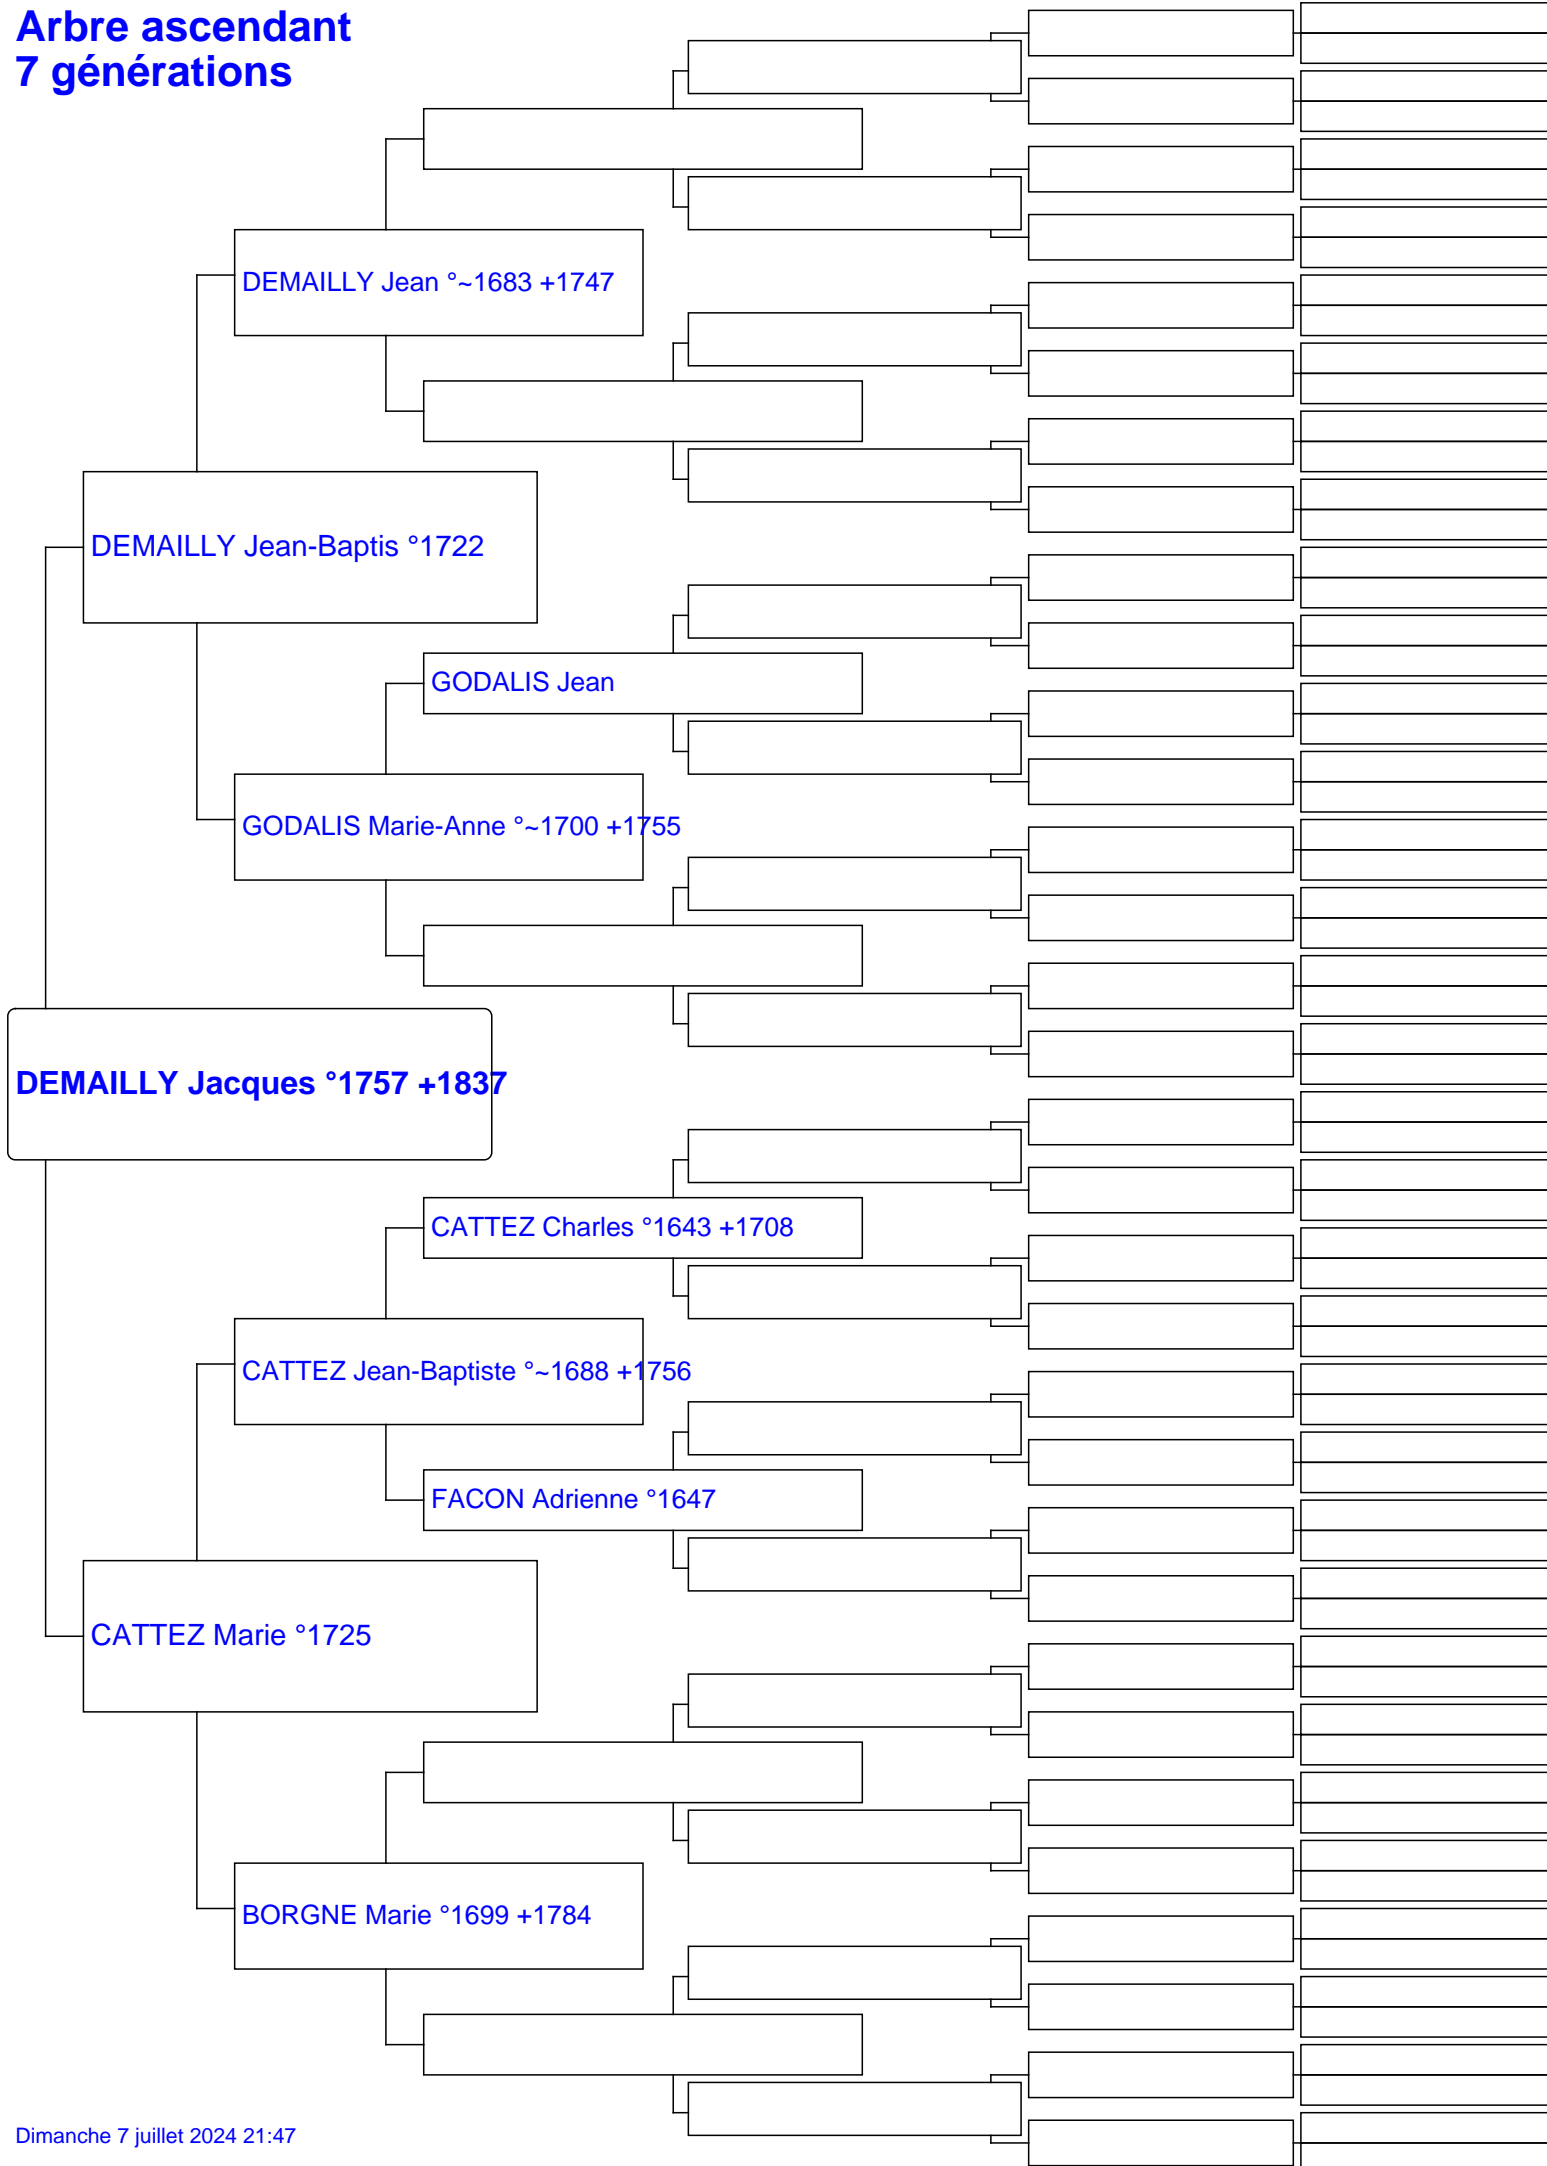 Arbre ascendant
7 générations
DEMAILLY Jean °~1683 +1747
DEMAILLY Jean-Baptis °1722
GODALIS Jean
GODALIS Marie-Anne °~1700 +1755
DEMAILLY Jacques °1757 +1837
CATTEZ Charles °1643 +1708
CATTEZ Jean-Baptiste °~1688 +1756
FACON Adrienne °1647
CATTEZ Marie °1725
BORGNE Marie °1699 +1784
Dimanche 7 juillet 2024 21:47